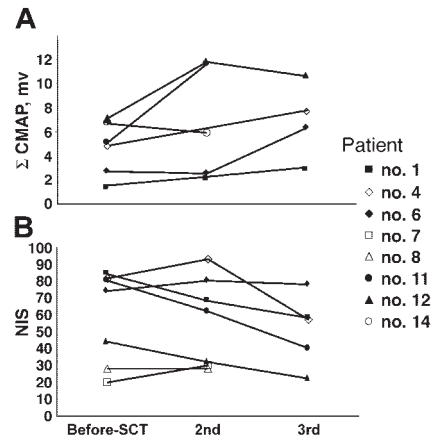 A
Σ CMAP, mv
12
10
8
6
4
2
0
B
NIS
100
90
80
70
60
50
40
30
20
10
0
Before-SCT 2nd 3rd
Patient
no. 1
no. 4
no. 6
no. 7
no. 8
no. 11
no. 12
no. 14